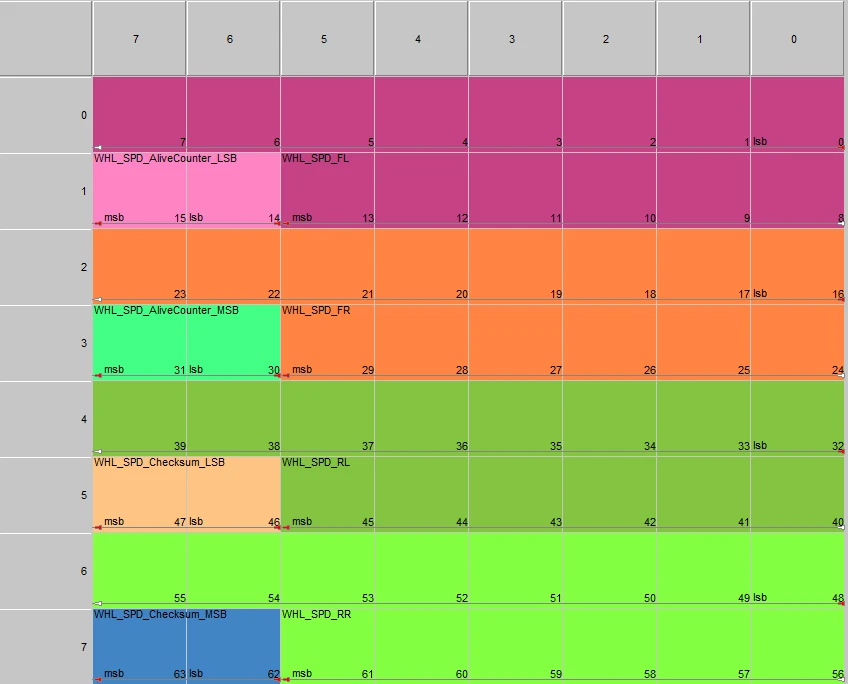 7 6 5 4 3 2 1 0
0
7 6 5 4 3 2 1 lsb 0
WHL_SPD_AliveCounter_LSB WHL_SPD_FL
1
msb 15 lsb 14 msb 13 12 11 10 9 8
2
23 22 21 20 19 18 17 lsb 16
WHL_SPD_AliveCounter_MSB WHL_SPD_FR
3
msb 31 lsb 30 msb 29 28 27 26 25 24
4
39 38 37 36 35 34 33 lsb 32
WHL_SPD_Checksum_LSB WHL_SPD_RL
5
msb 47 lsb 46 msb 45 44 43 42 41 40
6
55 54 53 52 51 50 49 lsb 48
WHL_SPD_Checksum_MSB WHL_SPD_RR
7
msb 63 lsb 62 msb 61 60 59 58 57 56